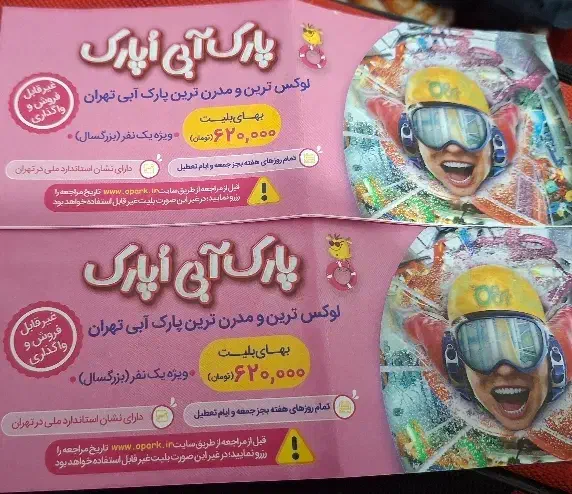 پارک آبی اُپارک
لوکس ترین و مدرن ترین پارک آبی تهران
غیرقابل
فروش و
واگذاری
بهای بلیت
۶۲۰,۰۰۰ (تومان)
• ویژه یک نفر (بزرگسال) •
تمام روزهای هفته بجز جمعه و ایام تعطیل
دارای نشان استاندارد ملی در تهران
قبل از مراجعه از طریق سایت www.opark.ir تاریخ مراجعه را
رزرو نمایید؛ در غیر این صورت بلیت غیر قابل استفاده خواهد بود
پارک آبی اُپارک
لوکس ترین و مدرن ترین پارک آبی تهران
غیرقابل
فروش و
واگذاری
بهای بلیت
۶۲۰,۰۰۰ (تومان)
• ویژه یک نفر (بزرگسال) •
تمام روزهای هفته بجز جمعه و ایام تعطیل
دارای نشان استاندارد ملی در تهران
قبل از مراجعه از طریق سایت www.opark.ir تاریخ مراجعه را
رزرو نمایید؛ در غیر این صورت بلیت غیر قابل استفاده خواهد بود